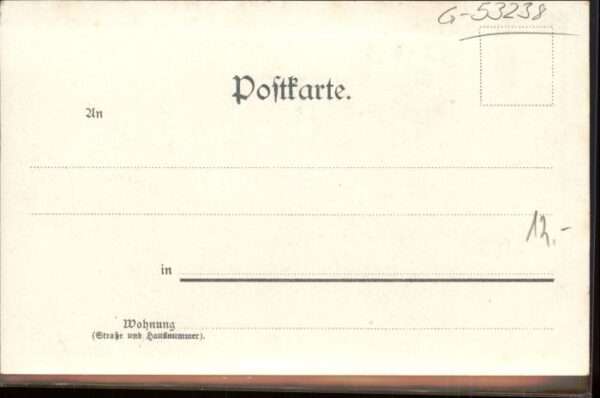 G-53238
Postkarte.
An
12,-
in
Wohnung
(Straße und Hausnummer).